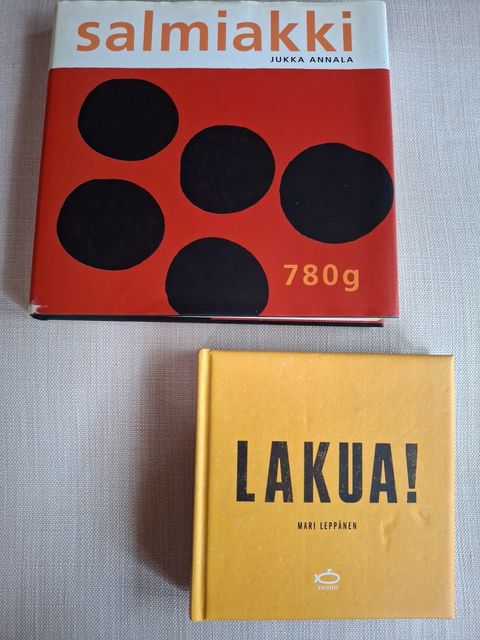 salmiakki
JUKKA ANNALA
780g
LAKUA!
MARI LEPPÄNEN
nemo